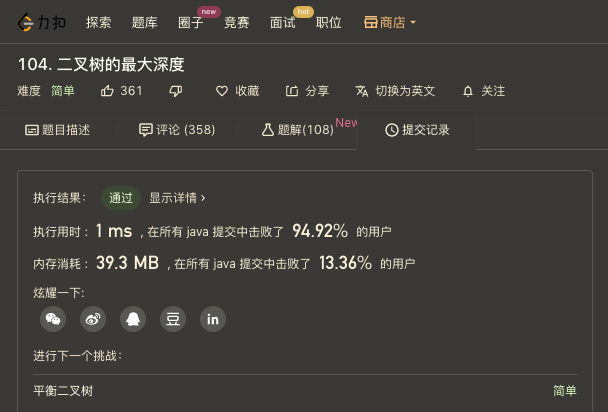 力扣 探索 题库 圈子 new 竞赛 面试 hot 职位 商店
104. 二叉树的最大深度
难度 简单 361 收藏 分享 切换为英文 关注
题目描述 评论 (358) 题解(108) New 提交记录
执行结果： 通过 显示详情 ›
执行用时 : 1 ms , 在所有 java 提交中击败了 94.92% 的用户
内存消耗 : 39.3 MB , 在所有 java 提交中击败了 13.36% 的用户
炫耀一下:
豆 in
进行下一个挑战：
平衡二叉树 简单